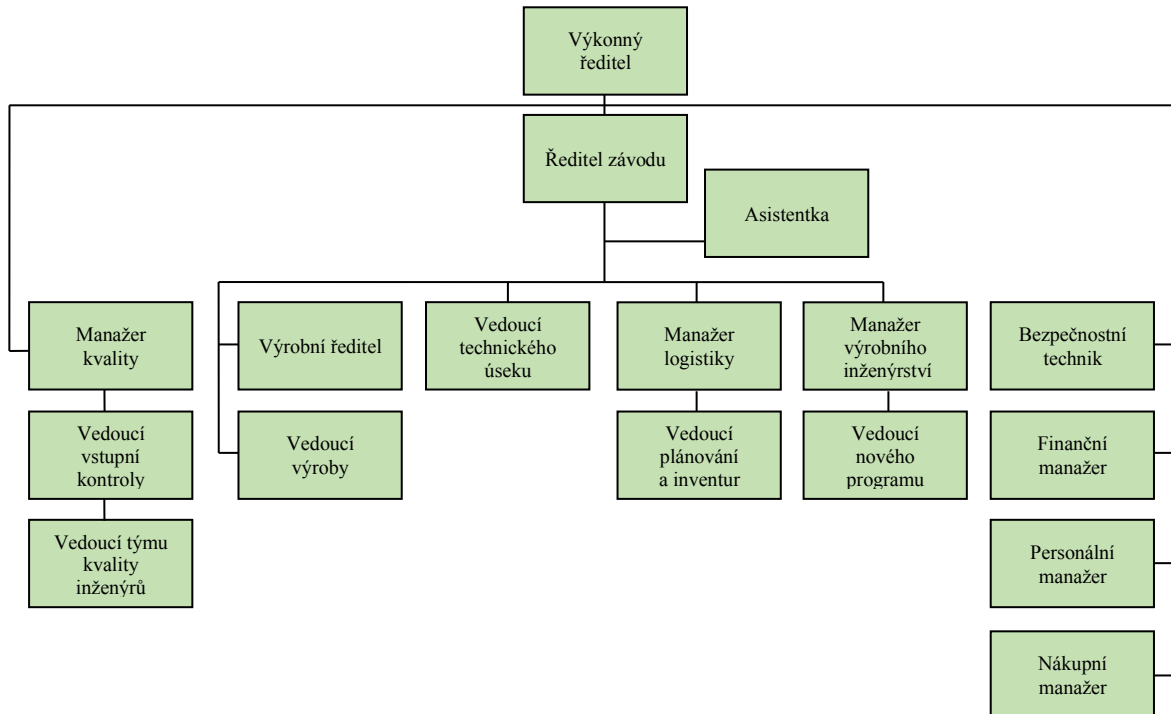 Výkonný
ředitel
Ředitel závodu
Asistentka
Manažer
kvality
Výrobní ředitel
Vedoucí
technického
úseku
Manažer
logistiky
Manažer
výrobního
inženýrství
Bezpečnostní
technik
Vedoucí
vstupní
kontroly
Vedoucí
výroby
Vedoucí
plánování
a inventur
Vedoucí
nového
programu
Finanční
manažer
Vedoucí týmu
kvality
inženýrů
Personální
manažer
Nákupní
manažer